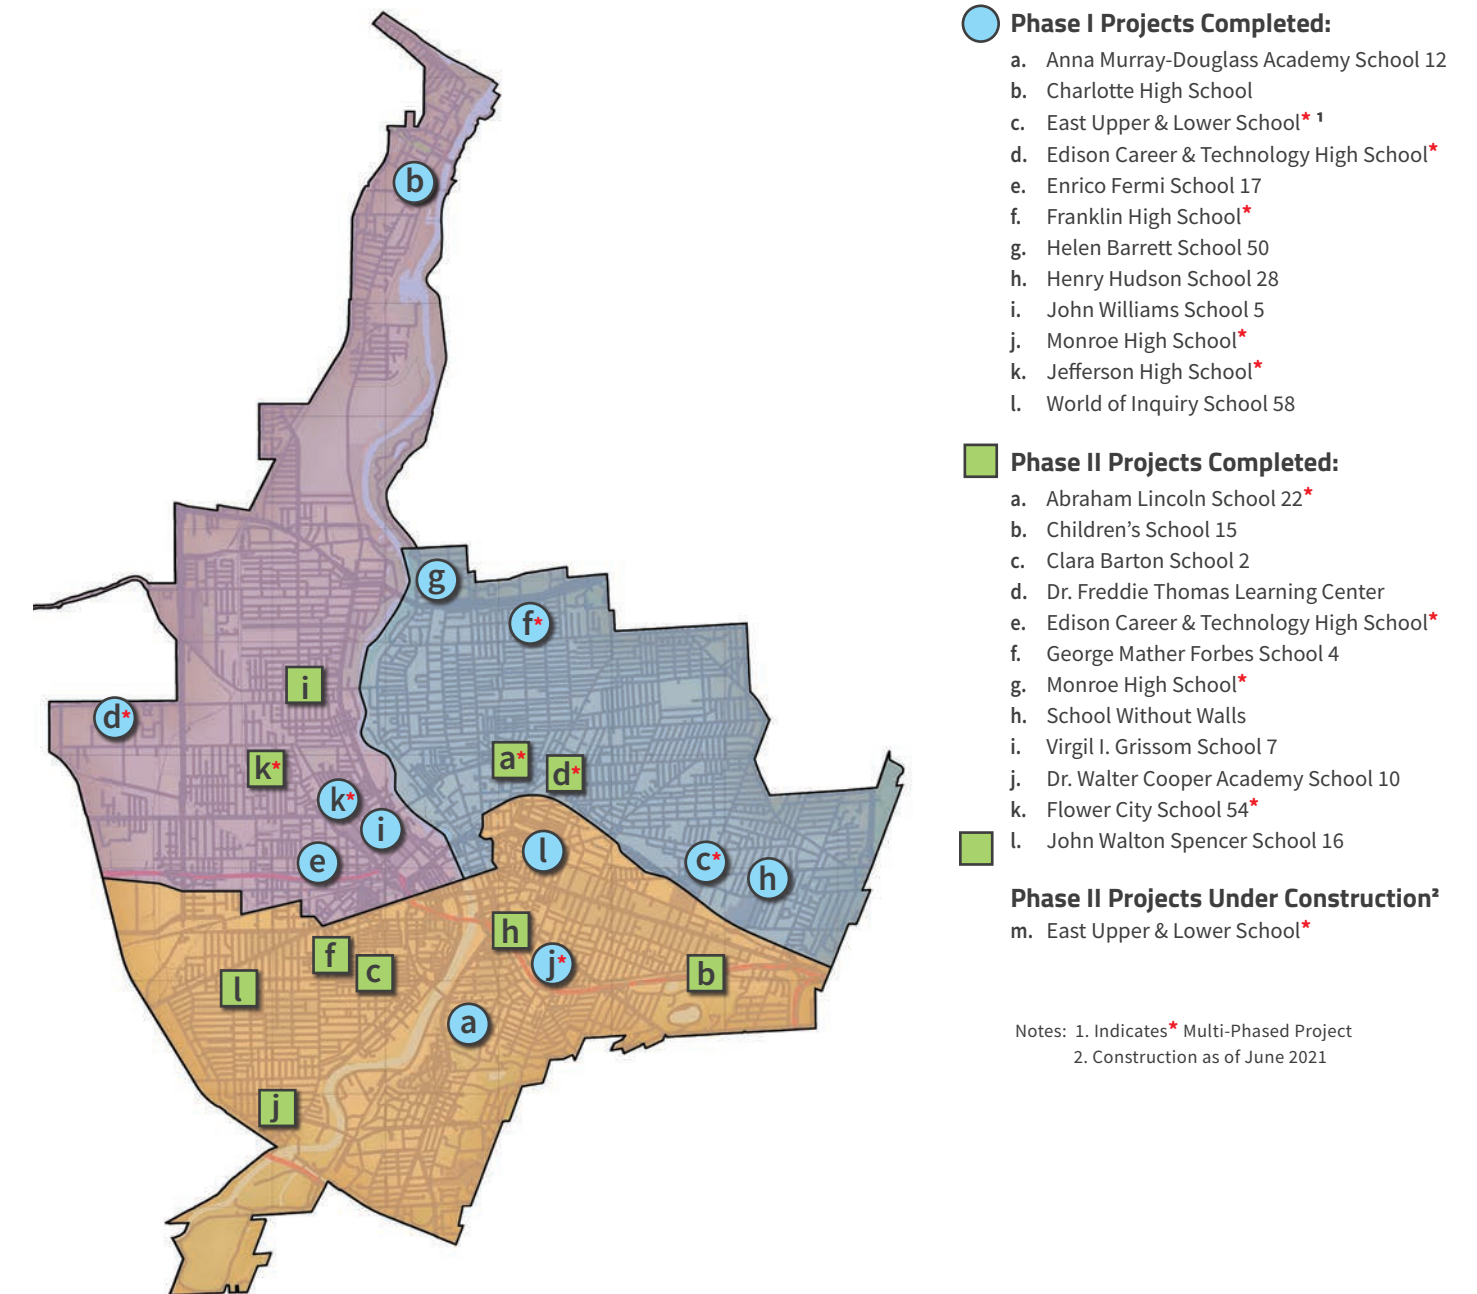 Phase I Projects Completed:
a. Anna Murray-Douglass Academy School 12
b. Charlotte High School
c. East Upper & Lower School* ¹
d. Edison Career & Technology High School*
e. Enrico Fermi School 17
f. Franklin High School*
g. Helen Barrett School 50
h. Henry Hudson School 28
i. John Williams School 5
j. Monroe High School*
k. Jefferson High School*
l. World of Inquiry School 58
Phase II Projects Completed:
a. Abraham Lincoln School 22*
b. Children's School 15
c. Clara Barton School 2
d. Dr. Freddie Thomas Learning Center
e. Edison Career & Technology High School*
f. George Mather Forbes School 4
g. Monroe High School*
h. School Without Walls
i. Virgil I. Grissom School 7
j. Dr. Walter Cooper Academy School 10
k. Flower City School 54*
l. John Walton Spencer School 16
Phase II Projects Under Construction²
m. East Upper & Lower School*
Notes: 1. Indicates* Multi-Phased Project
2. Construction as of June 2021
b
g
f*
i
d*
a*
k*
d*
k*
i
l
e
c*
h
h
f
j*
c
b
l
a
j